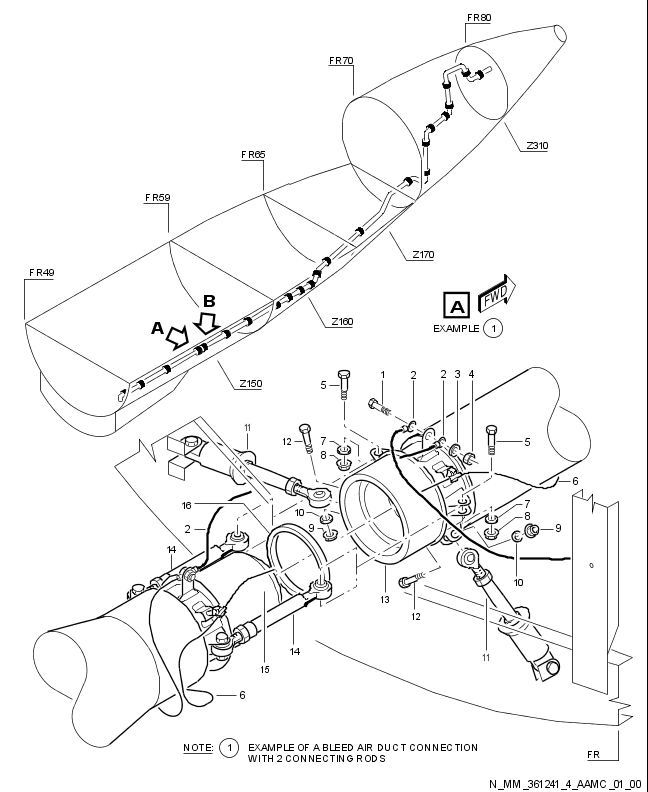 FR80
FR70
Z310
FR65
FR59
Z170
FR49
A
FWD
B
A
EXAMPLE 1
Z160
Z150
5
1
2
2
3
4
11
12
7
8
5
6
16
10
9
7
8
9
2
14
10
13
12
14
11
15
6
NOTE: 1 EXAMPLE OF A BLEED AIR DUCT CONNECTION
WITH 2 CONNECTING RODS
FR
N_MM_361241_4_AAMC_01_00